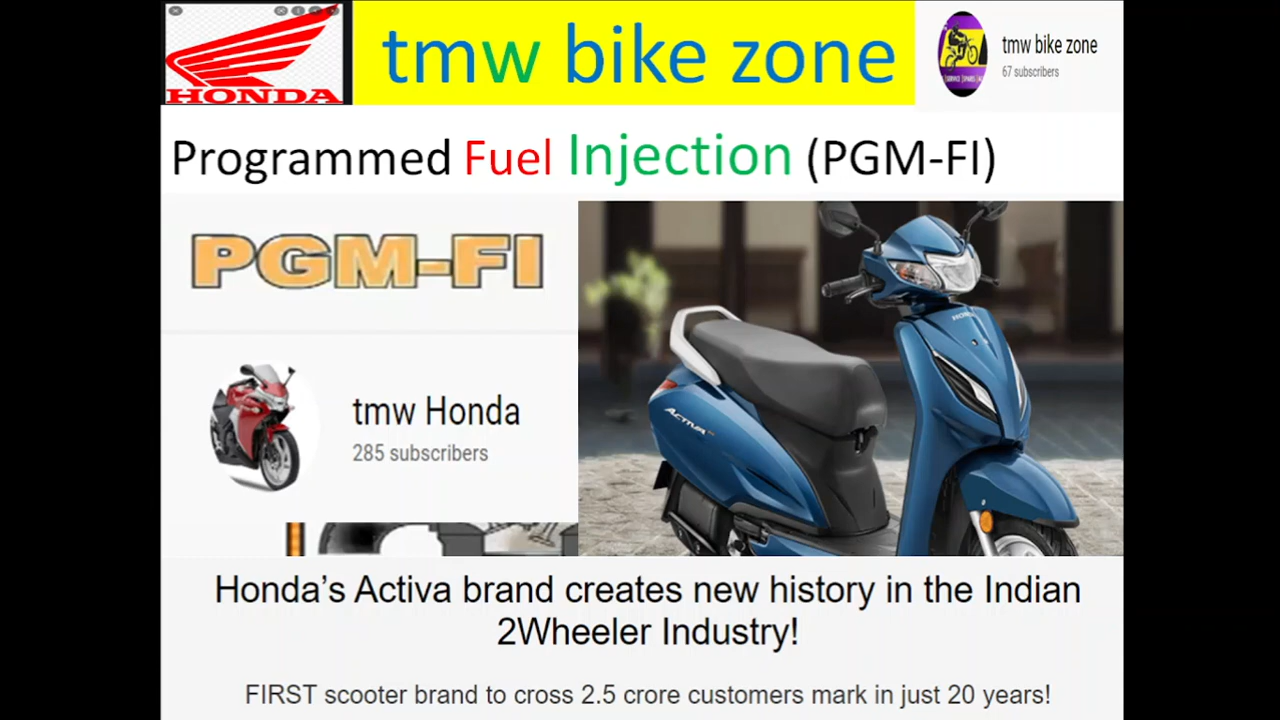 HONDA
tmw bike zone
tmw bike zone
67 subscribers
Programmed Fuel Injection (PGM-FI)
PGM-FI
HONDA
ACTIVA
tmw Honda
285 subscribers
Honda's Activa brand creates new history in the Indian
2Wheeler Industry!
FIRST scooter brand to cross 2.5 crore customers mark in just 20 years!